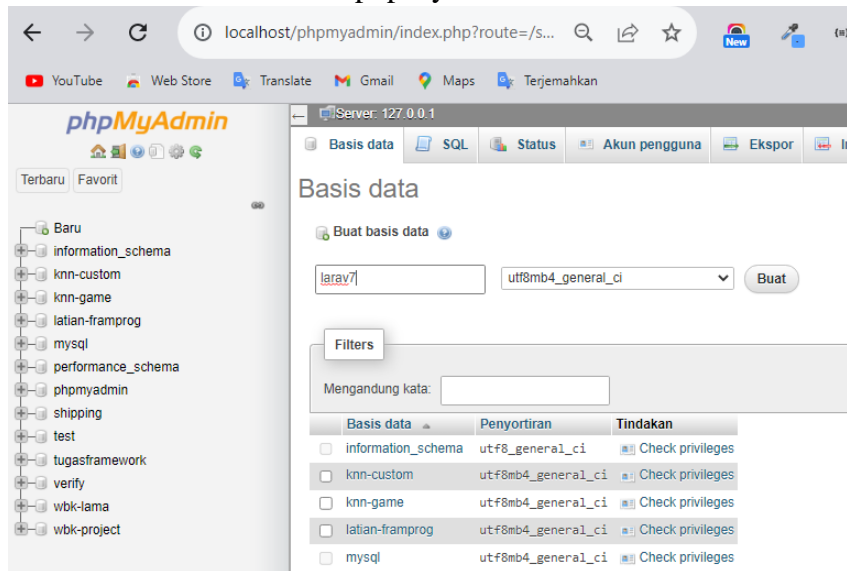 localhost/phpmyadmin/index.php?route=/s...
New
YouTube Web Store Translate Gmail Maps Terjemahkan
phpMyAdmin
Terbaru Favorit
Baru
information_schema
knn-custom
knn-game
latian-framprog
mysql
performance_schema
phpmyadmin
shipping
test
tugasframework
verify
wbk-lama
wbk-project
Server: 127.0.0.1
Basis data SQL Status Akun pengguna Ekspor
Basis data
Buat basis data
larav7 utf8mb4_general_ci Buat
Filters
Mengandung kata:
Basis data Penyortiran Tindakan
information_schema utf8_general_ci Check privileges
knn-custom utf8mb4_general_ci Check privileges
knn-game utf8mb4_general_ci Check privileges
latian-framprog utf8mb4_general_ci Check privileges
mysql utf8mb4_general_ci Check privileges